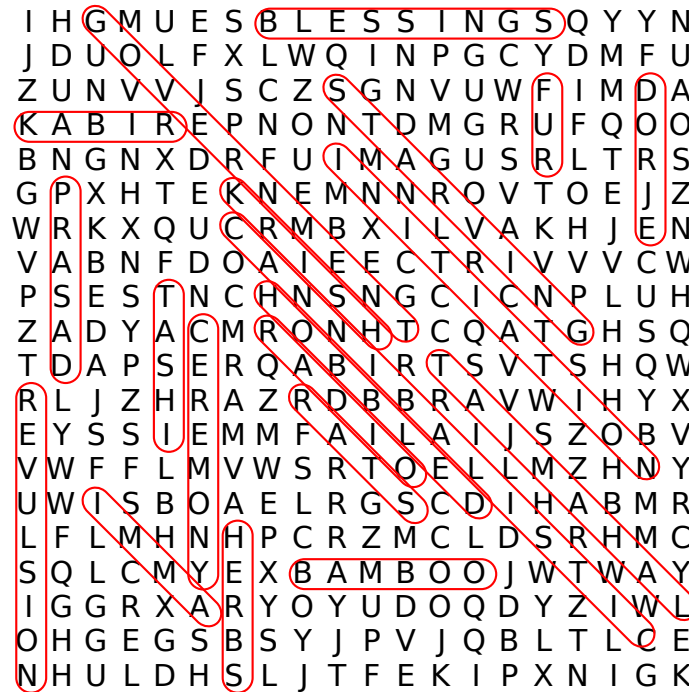 I H G M U E S B L E S S I N G S Q Y Y N
J D U O L F X L W Q I N P G C Y D M F U
Z U N V V J S C Z S G N V U W F I M D A
K A B I R E P N O N T D M G R U F Q O O
B N G N X D R F U I M A G U S R L T R S
G P X H T E K N E M N N R O V T O E J Z
W R K X Q U C R M B X I L V A K H J E N
V A B N F D O A I E E C T R I V V V C W
P S E S T N C H N S N G C I C N P L U H
Z A D Y A C M R O N H T C Q A T G H S Q
T D A P S E R Q A B I R T S V T S H Q W
R L J Z H R A Z R D B B R A V W I H Y X
E Y S S I E M M F A I L A I J S Z O B V
V W F F L M V W S R T O E L L M Z H N Y
U W I S B O A E L R G S C D I H A B M R
L F L M H N H P C R Z M C L D S R H M C
S Q L C M Y E X B A M B O O J W T W A Y
I G G R X A R Y O Y U D O Q D Y Z I W L
O H G E G S B S Y J P V J Q B L T L C E
N H U L D H S L J T F E K I P X N I G K